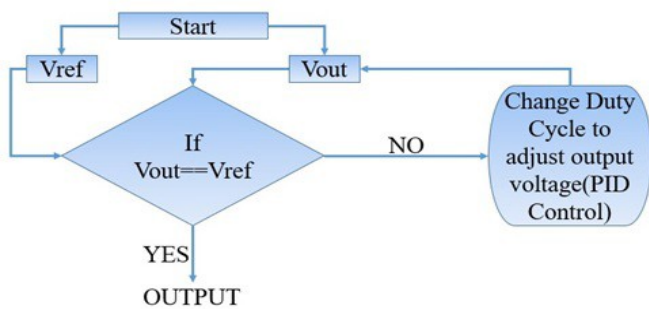 Start
Vref
Vout
If
Vout==Vref
NO
Change Duty
Cycle to
adjust output
voltage(PID
Control)
YES
OUTPUT